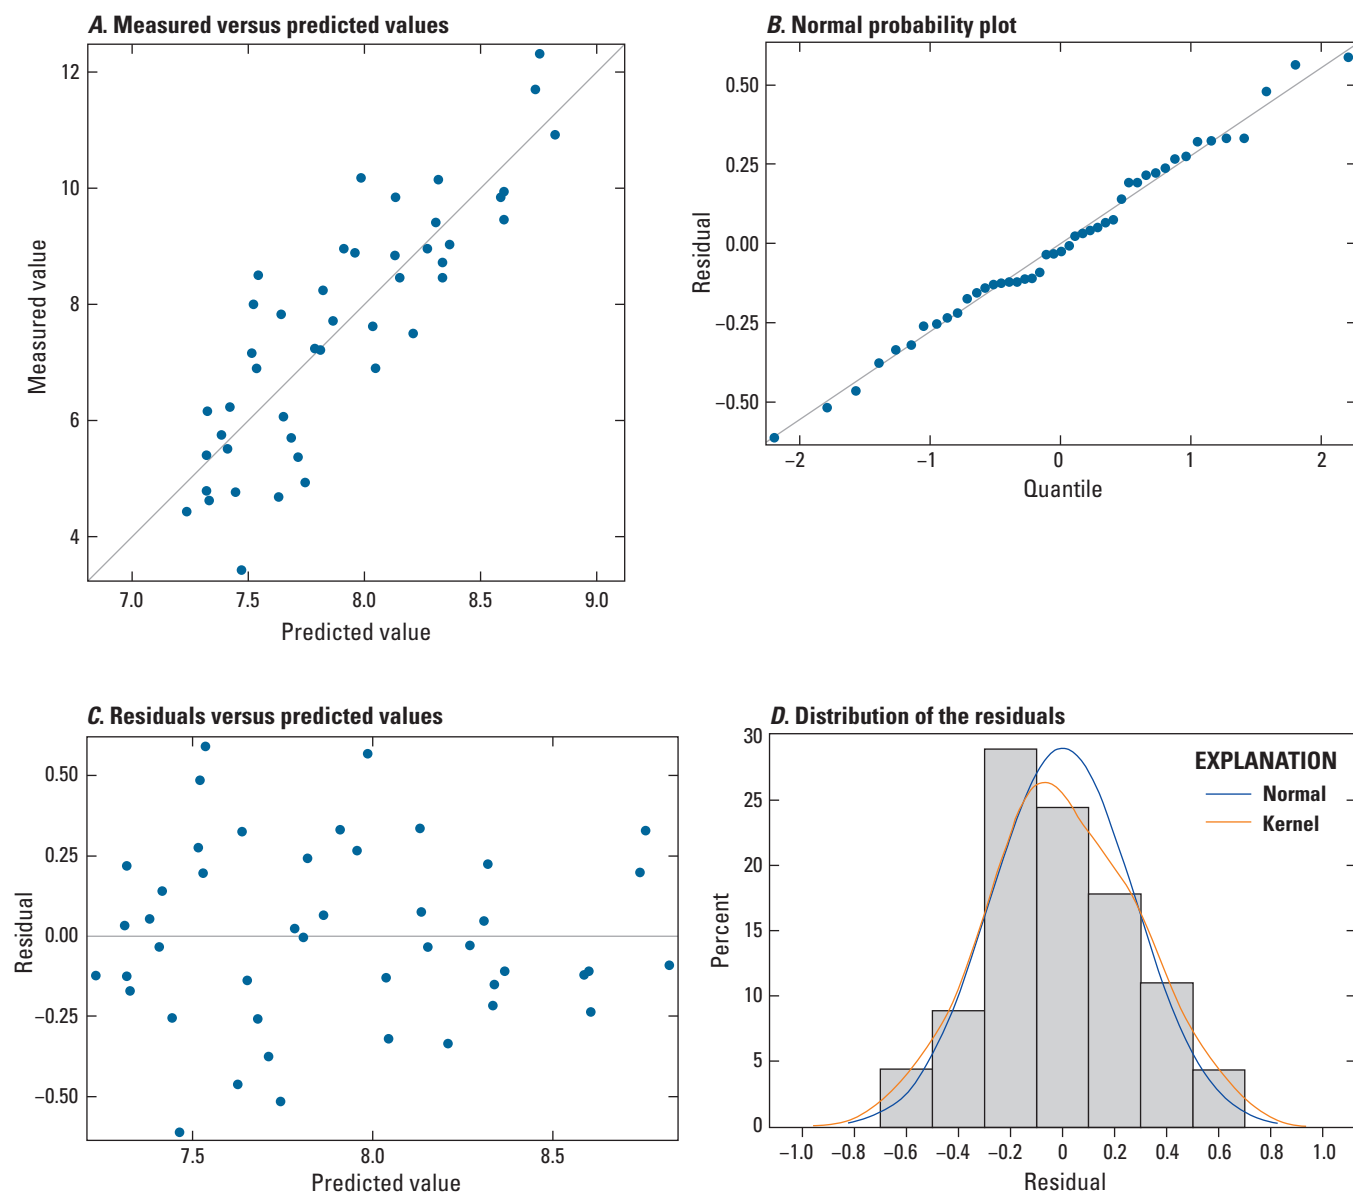 A. Measured versus predicted values
12
10
8
6
4
Measured value
7.0 7.5 8.0 8.5 9.0
Predicted value
B. Normal probability plot
0.50
0.25
0.00
−0.25
−0.50
Residual
−2 −1 0 1 2
Quantile
C. Residuals versus predicted values
0.50
0.25
0.00
−0.25
−0.50
Residual
7.5 8.0 8.5
Predicted value
D. Distribution of the residuals
30
25
20
15
10
5
0
Percent
EXPLANATION
Normal
Kernel
−1.0 −0.8 −0.6 −0.4 −0.2 0 0.2 0.4 0.6 0.8 1.0
Residual